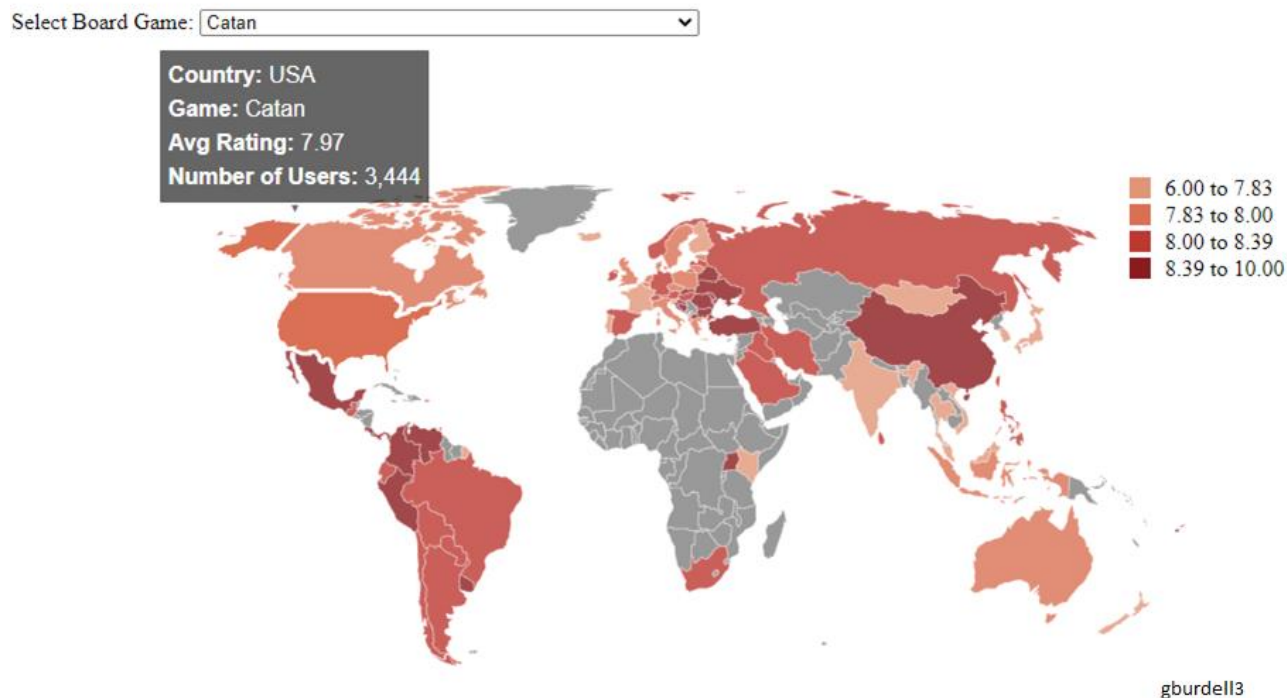 Select Board Game: Catan
Country: USA
Game: Catan
Avg Rating: 7.97
Number of Users: 3,444
6.00 to 7.83
7.83 to 8.00
8.00 to 8.39
8.39 to 10.00
gburdell3